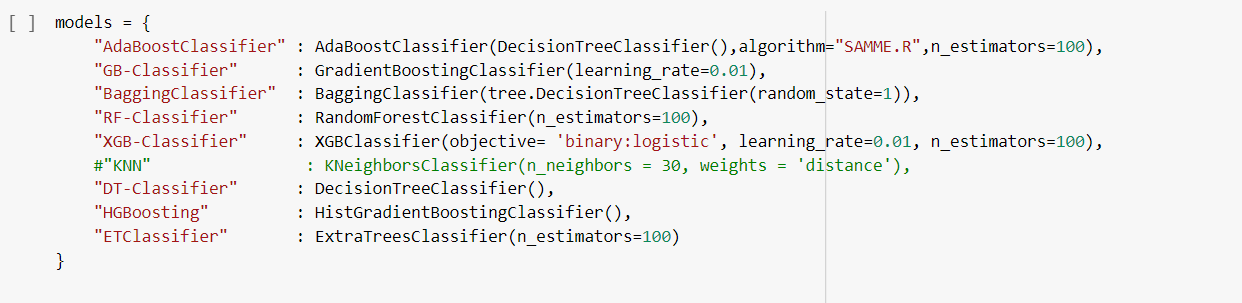 [ ] models = {
"AdaBoostClassifier" : AdaBoostClassifier(DecisionTreeClassifier(),algorithm="SAMME.R",n_estimators=100),
"GB-Classifier" : GradientBoostingClassifier(learning_rate=0.01),
"BaggingClassifier" : BaggingClassifier(tree.DecisionTreeClassifier(random_state=1)),
"RF-Classifier" : RandomForestClassifier(n_estimators=100),
"XGB-Classifier" : XGBClassifier(objective= 'binary:logistic', learning_rate=0.01, n_estimators=100),
#"KNN" : KNeighborsClassifier(n_neighbors = 30, weights = 'distance'),
"DT-Classifier" : DecisionTreeClassifier(),
"HGBoosting" : HistGradientBoostingClassifier(),
"ETClassifier" : ExtraTreesClassifier(n_estimators=100)
}